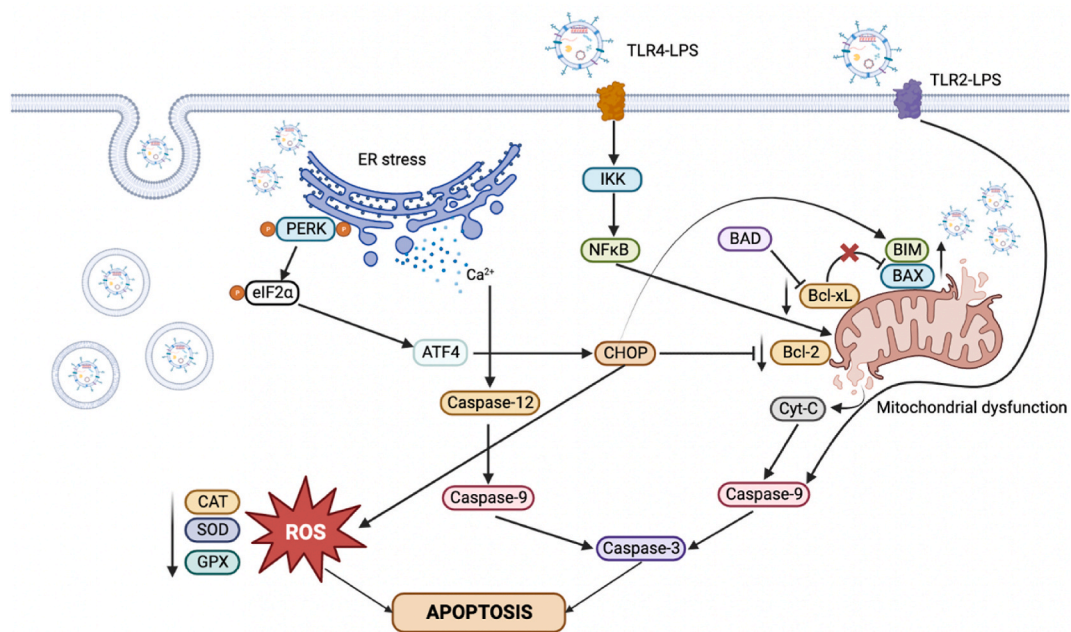 TLR4-LPS
TLR2-LPS
ER stress
IKK
P
PERK
P
NFκB
BAD
BIM
BAX
Ca²⁺
P
eIF2α
Bcl-xL
ATF4
CHOP
Bcl-2
Caspase-12
Cyt-C
Mitochondrial dysfunction
Caspase-9
Caspase-9
CAT
SOD
GPX
ROS
Caspase-3
APOPTOSIS